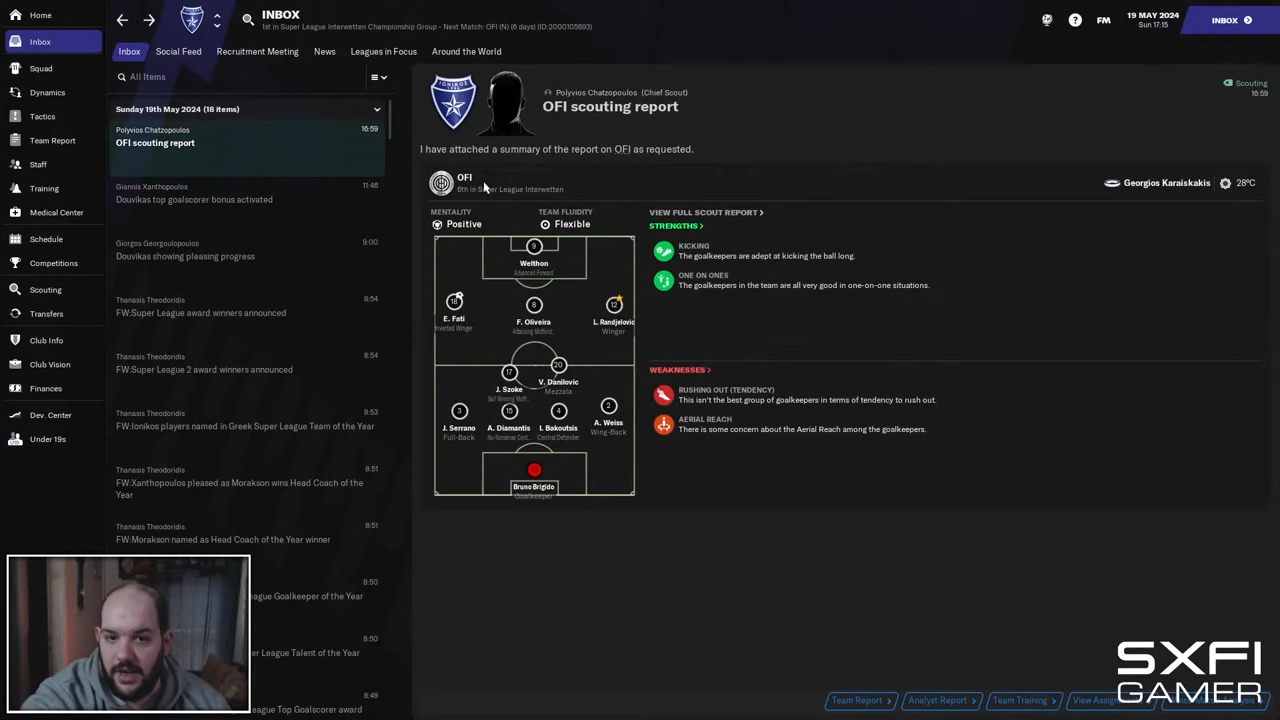 Home
INBOX
1st in Super League Interwetten Championship Group - Next Match: OFI (N) (6 days) (ID:2000105693)
FM
19 MAY 2024
Sun 17:15
INBOX
Inbox
Squad
Dynamics
Tactics
Team Report
Staff
Training
Medical Center
Schedule
Competitions
Scouting
Transfers
Club Info
Club Vision
Finances
Dev. Center
Under 19s
Inbox
Social Feed
Recruitment Meeting
News
Leagues in Focus
Around the World
All Items
Sunday 19th May 2024 (18 items)
Polyvios Chatzopoulos 16:59
OFI scouting report
Giannis Xanthopoulos 11:46
Douvikas top goalscorer bonus activated
Giorgos Georgoulopoulos 9:00
Douvikas showing pleasing progress
Thanasis Theodoridis 8:54
FW:Super League award winners announced
Thanasis Theodoridis 8:54
FW:Super League 2 award winners announced
Thanasis Theodoridis 8:53
FW:Ionikos players named in Greek Super League Team of the Year
Thanasis Theodoridis 8:51
FW:Xanthopoulos pleased as Morakson wins Head Coach of the
Year
Thanasis Theodoridis 8:51
FW:Morakson named as Head Coach of the Year winner
8:50
eague Goalkeeper of the Year
8:50
er League Talent of the Year
8:49
eague Top Goalscorer award
IONIKOS
Polyvios Chatzopoulos (Chief Scout)
OFI scouting report
Scouting
16:59
I have attached a summary of the report on OFI as requested.
OFI
6th in Super League Interwetten
Georgios Karaiskakis
28°C
MENTALITY
Positive
TEAM FLUIDITY
Flexible
9
Welthon
Advanced Forward
18
E. Fati
Inverted Winger
8
F. Oliveira
Attacking Midfield...
12
L. Randjelovic
Winger
17
J. Szoke
Ball Winning Midf...
20
V. Danilovic
Mezzala
3
J. Serrano
Full-Back
15
A. Diamantis
No-Nonsense Cent...
4
I. Bakoutsis
Central Defender
2
A. Weiss
Wing-Back
Bruno Brigido
Goalkeeper
VIEW FULL SCOUT REPORT
STRENGTHS
KICKING
The goalkeepers are adept at kicking the ball long.
ONE ON ONES
The goalkeepers in the team are all very good in one-on-one situations.
WEAKNESSES
RUSHING OUT (TENDENCY)
This isn't the best group of goalkeepers in terms of tendency to rush out.
AERIAL REACH
There is some concern about the Aerial Reach among the goalkeepers.
SXFI
GAMER
Team Report
Analyst Report
Team Training